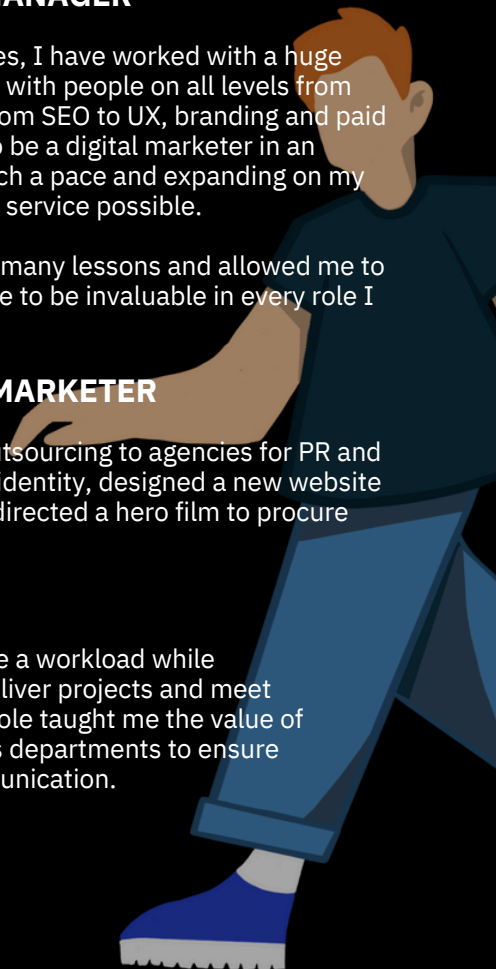 es, I have worked with a huge
with people on all levels from
om SEO to UX, branding and paid
be a digital marketer in an
ch a pace and expanding on my
service possible.
many lessons and allowed me to
e to be invaluable in every role I
MARKETER
tsourcing to agencies for PR and
identity, designed a new website
directed a hero film to procure
e a workload while
liver projects and meet
ole taught me the value of
s departments to ensure
unication.